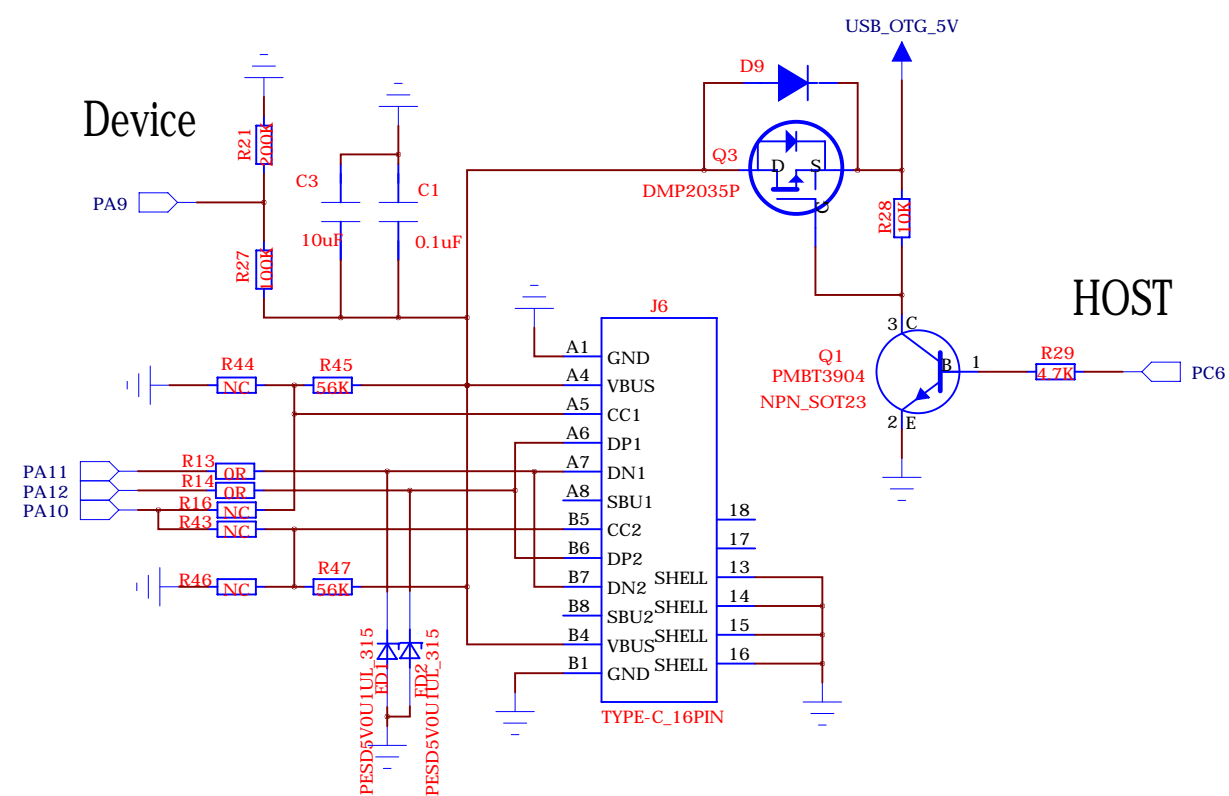 USB_OTG_5V
D9
Device
R21
200K
Q3
D
S
G
DMP2035P
C3
C1
PA9
R28
10K
10uF
0.1uF
R27
100K
HOST
J6
3
C
A1
GND
Q1
B
1
R29
R44
R45
PMBT3904
4.7K
PC6
NC
56K
A4
VBUS
NPN_SOT23
A5
CC1
2
E
A6
DP1
R13
A7
DN1
PA11
0R
R14
PA12
0R
A8
SBU1
R16
PA10
NC
18
R43
NC
B5
CC2
17
B6
DP2
R47
13
SHELL
R46
NC
56K
B7
DN2
14
B8
SBU2
SHELL
15
B4
VBUS
SHELL
16
B1
GND
SHELL
ED1
PESD5V0U1UL_315
ED2
PESD5V0U1UL_315
TYPE-C_16PIN